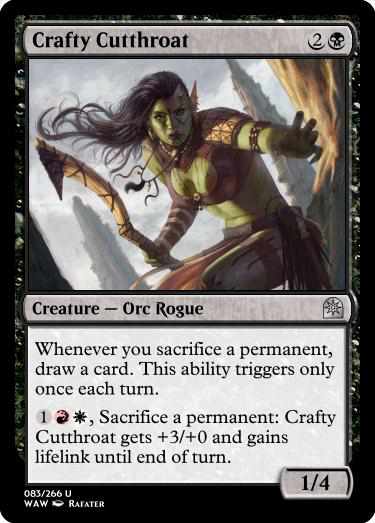 Crafty Cutthroat 2
Creature — Orc Rogue
Whenever you sacrifice a permanent,
draw a card. This ability triggers only
once each turn.
1, Sacrifice a permanent: Crafty
Cutthroat gets +3/+0 and gains
lifelink until end of turn.
1/4
083/266 U
WAW Rafater